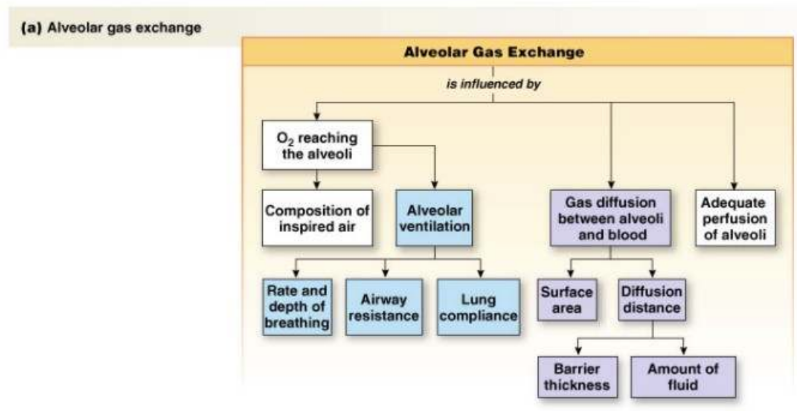 (a) Alveolar gas exchange
Alveolar Gas Exchange
is influenced by
O₂ reaching
the alveoli
Composition of
inspired air
Alveolar
ventilation
Gas diffusion
between alveoli
and blood
Adequate
perfusion
of alveoli
Rate and
depth of
breathing
Airway
resistance
Lung
compliance
Surface
area
Diffusion
distance
Barrier
thickness
Amount of
fluid